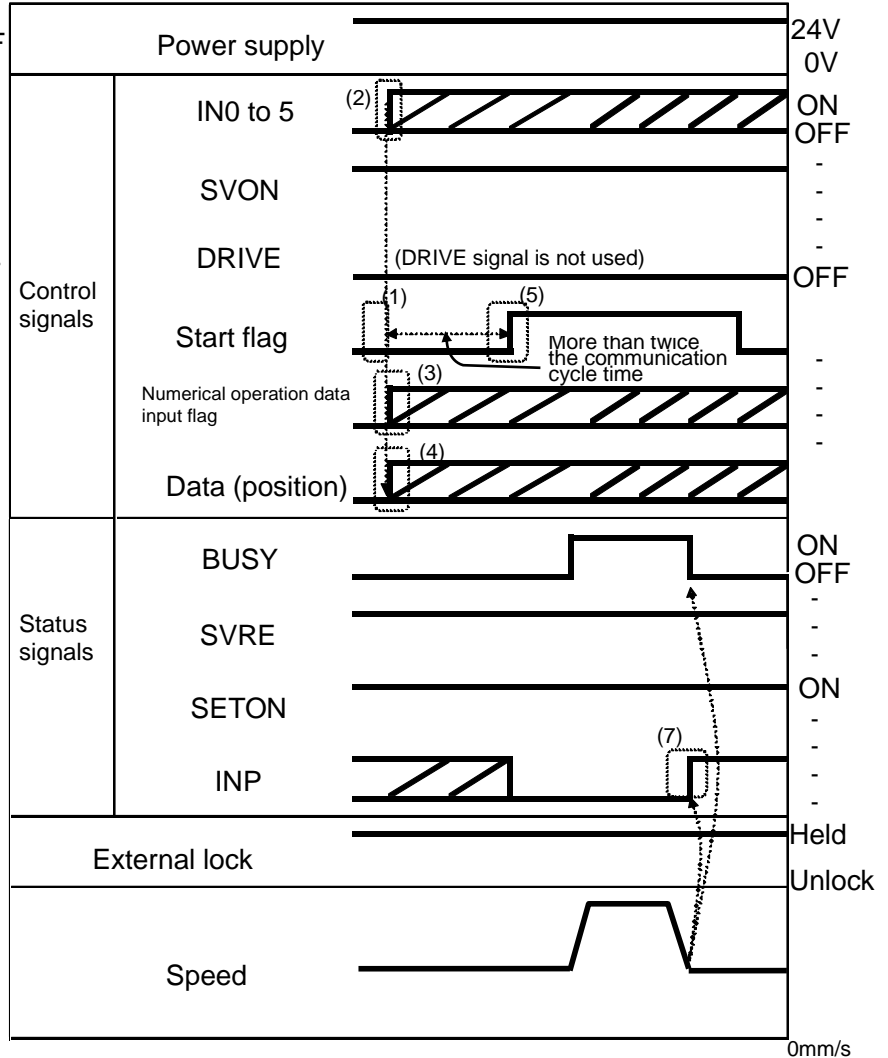 F
Power supply
24V
0V
IN0 to 5
(2)
ON
OFF
-
SVON
-
-
DRIVE
(DRIVE signal is not used)
-
OFF
Control
signals
(1)
(5)
Start flag
More than twice
the communication
cycle time
-
Numerical operation data
input flag
(3)
-
-
-
Data (position)
(4)
BUSY
ON
OFF
-
Status
signals
SVRE
-
-
SETON
ON
-
(7)
-
INP
-
-
External lock
Held
Unlock
Speed
0mm/s